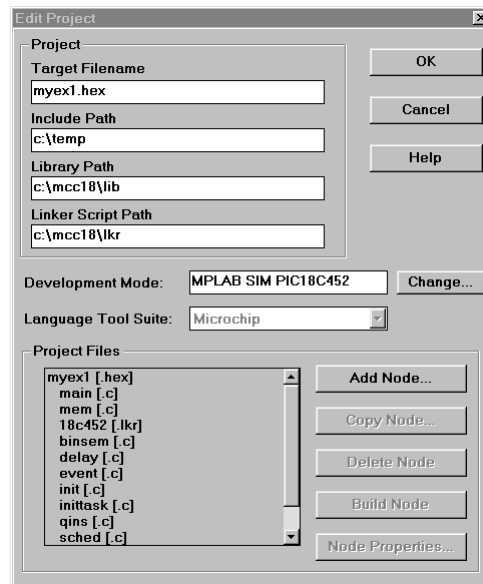 Edit Project
Project
Target Filename
myex1.hex
Include Path
c:\temp
Library Path
c:\mcc18\lib
Linker Script Path
c:\mcc18\lkr
OK
Cancel
Help
Development Mode:
MPLAB SIM PIC18C452
Change...
Language Tool Suite:
Microchip
Project Files
myex1 [.hex]
main [.c]
mem [.c]
18c452 [.lkr]
binsem [.c]
delay [.c]
event [.c]
init [.c]
inittask [.c]
qins [.c]
sched [.c]
Add Node...
Copy Node...
Delete Node
Build Node
Node Properties...